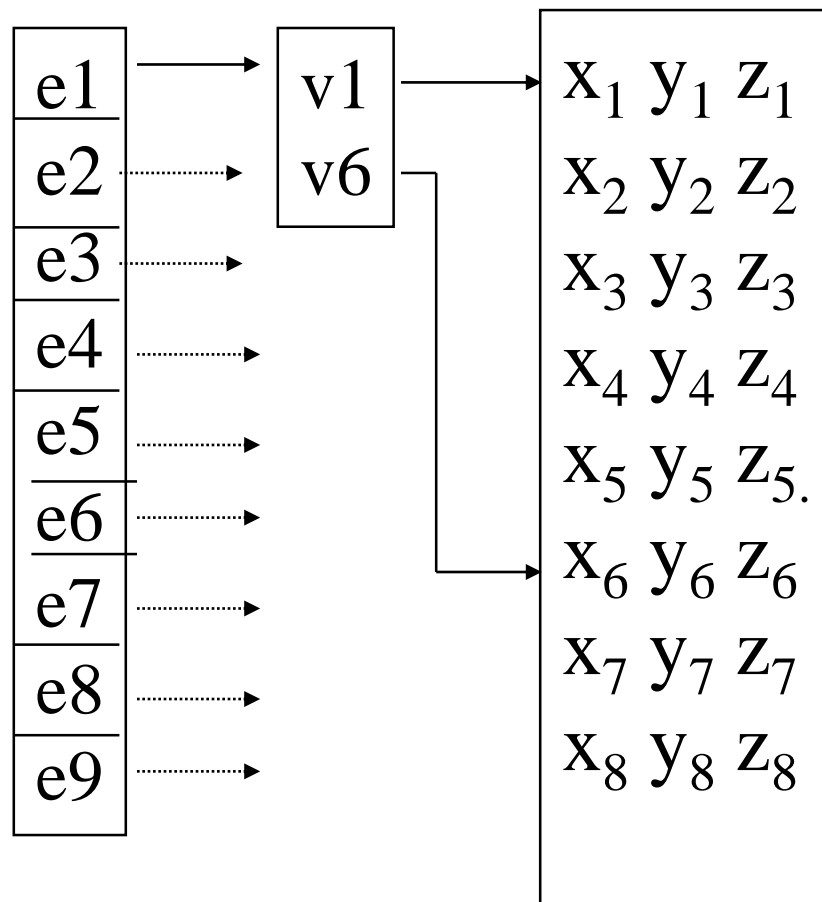 e1
e2
e3
e4
e5
e6
e7
e8
e9
v1
v6
x₁ y₁ z₁
x₂ y₂ z₂
x₃ y₃ z₃
x₄ y₄ z₄
x₅ y₅ z₅.
x₆ y₆ z₆
x₇ y₇ z₇
x₈ y₈ z₈